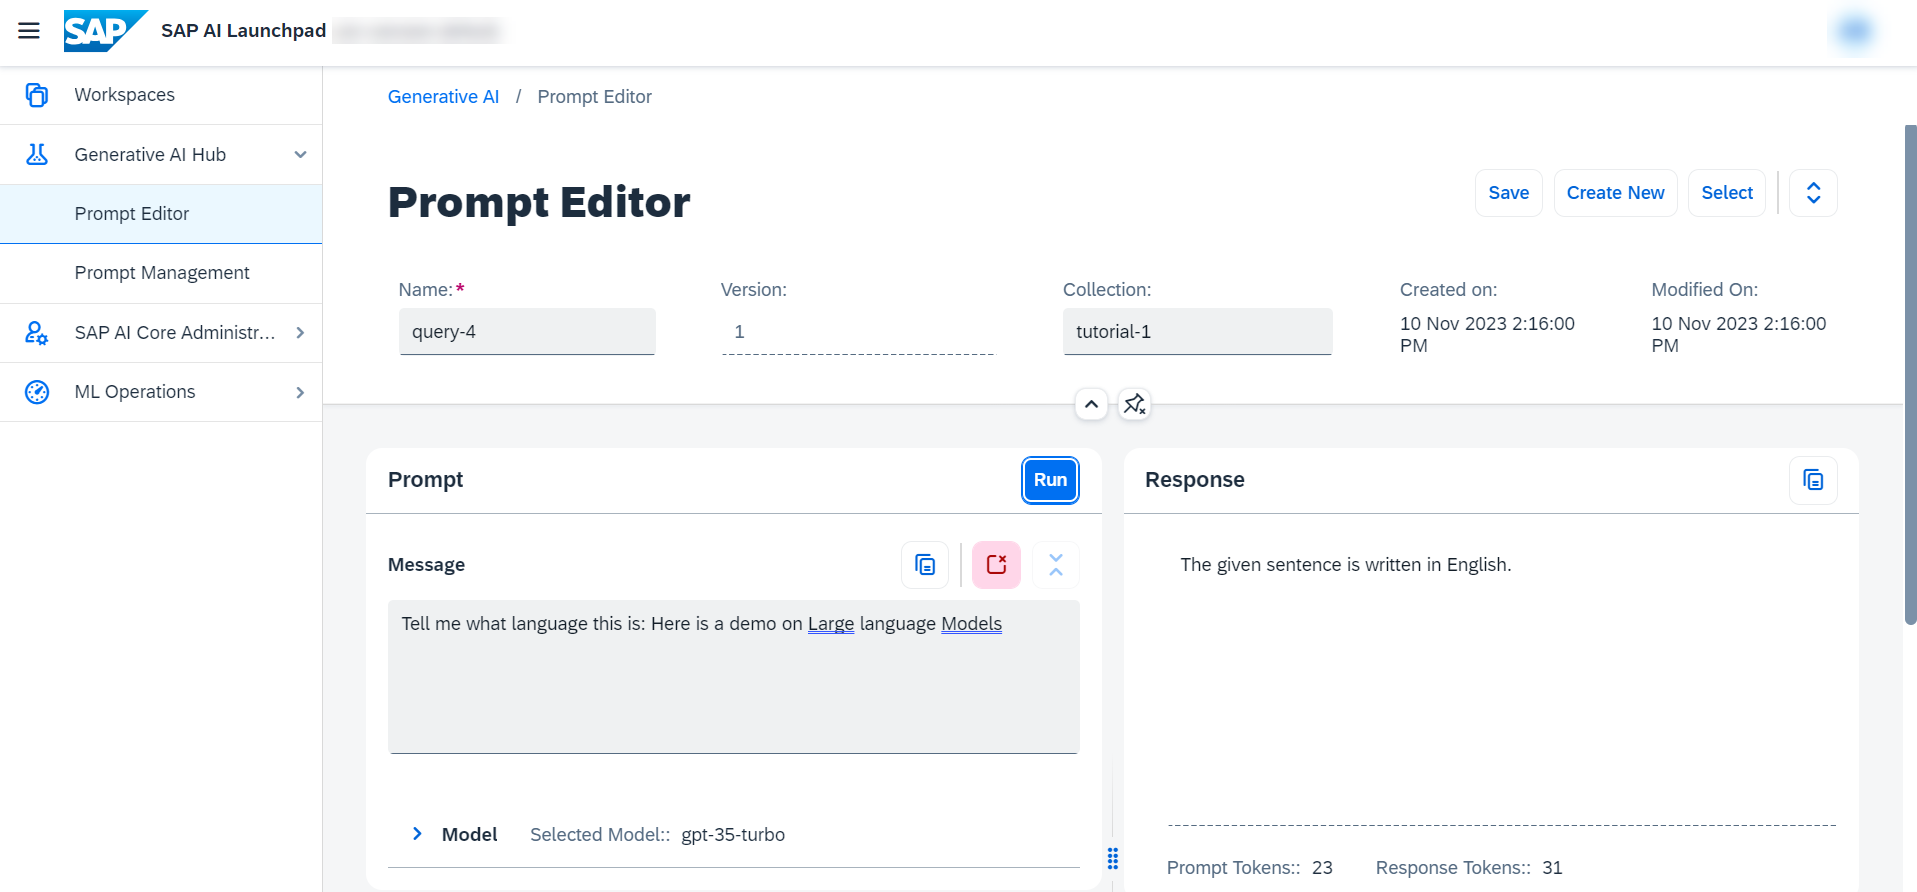 SAP SAP AI Launchpad
Workspaces
Generative AI Hub
Prompt Editor
Prompt Management
SAP AI Core Administr...
ML Operations
Generative AI / Prompt Editor
Prompt Editor
Save Create New Select
Name:* Version: Collection: Created on: Modified On:
query-4 1 tutorial-1 10 Nov 2023 2:16:00 PM 10 Nov 2023 2:16:00 PM
Prompt
Run
Message
Tell me what language this is: Here is a demo on Large language Models
Model Selected Model:: gpt-35-turbo
Response
The given sentence is written in English.
Prompt Tokens:: 23 Response Tokens:: 31